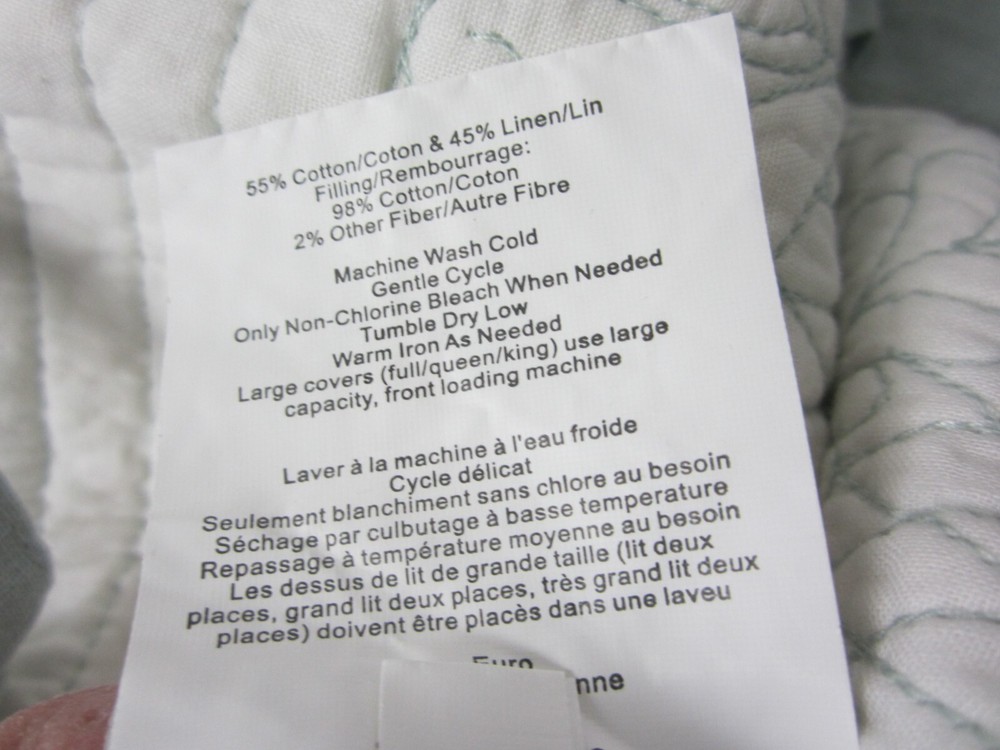 55% Cotton/Coton & 45% Linen/Lin
Filling/Rembourrage:
98% Cotton/Coton
2% Other Fiber/Autre Fibre
Machine Wash Cold
Gentle Cycle
Only Non-Chlorine Bleach When Needed
Tumble Dry Low
Warm Iron As Needed
Large covers (full/queen/king) use large
capacity, front loading machine
Laver à la machine à l'eau froide
Cycle délicat
Seulement blanchiment sans chlore au besoin
Séchage par culbutage à basse temperature
Repassage à température moyenne au besoin
Les dessus de lit de grande taille (lit deux
places, grand lit deux places, très grand lit deux
places) doivent être placès dans une laveu
Euro
nne